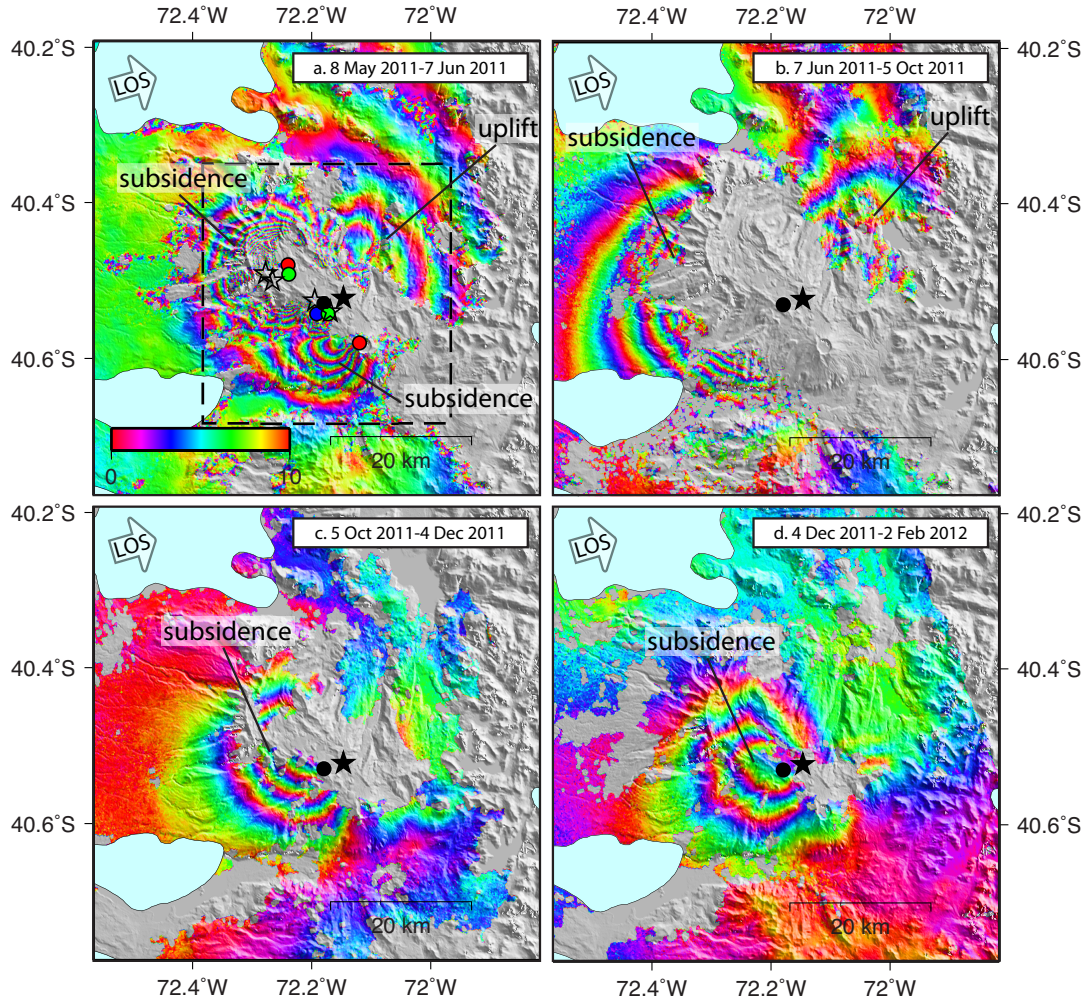 72.4°W 72.2°W 72°W 72.4°W 72.2°W 72°W
40.2°S 40.2°S
LOS a. 8 May 2011-7 Jun 2011 LOS b. 7 Jun 2011-5 Oct 2011
uplift uplift
subsidence
subsidence
40.4°S 40.4°S
40.6°S 40.6°S
subsidence
0 10 20 km 20 km
40.2°S 40.2°S
LOS c. 5 Oct 2011-4 Dec 2011 LOS d. 4 Dec 2011-2 Feb 2012
subsidence subsidence
40.4°S 40.4°S
40.6°S 40.6°S
20 km 20 km
72.4°W 72.2°W 72°W 72.4°W 72.2°W 72°W